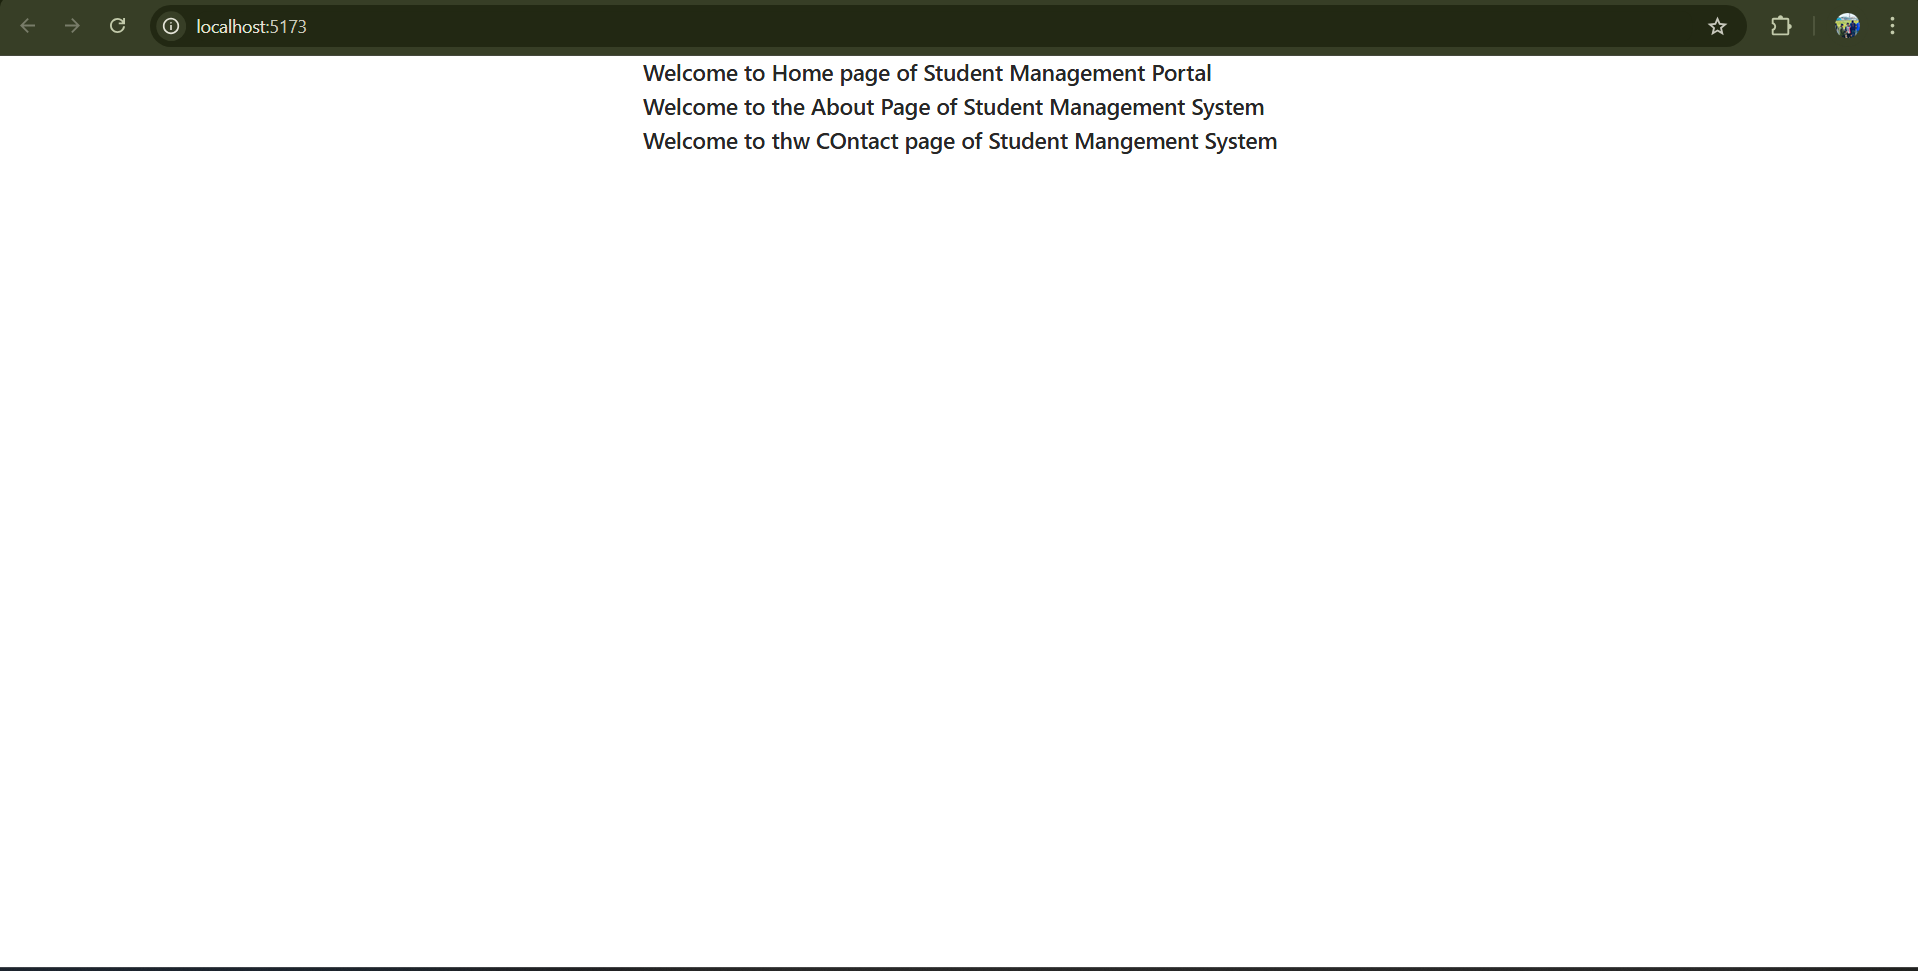 localhost:5173
Welcome to Home page of Student Management Portal
Welcome to the About Page of Student Management System
Welcome to thw COntact page of Student Mangement System